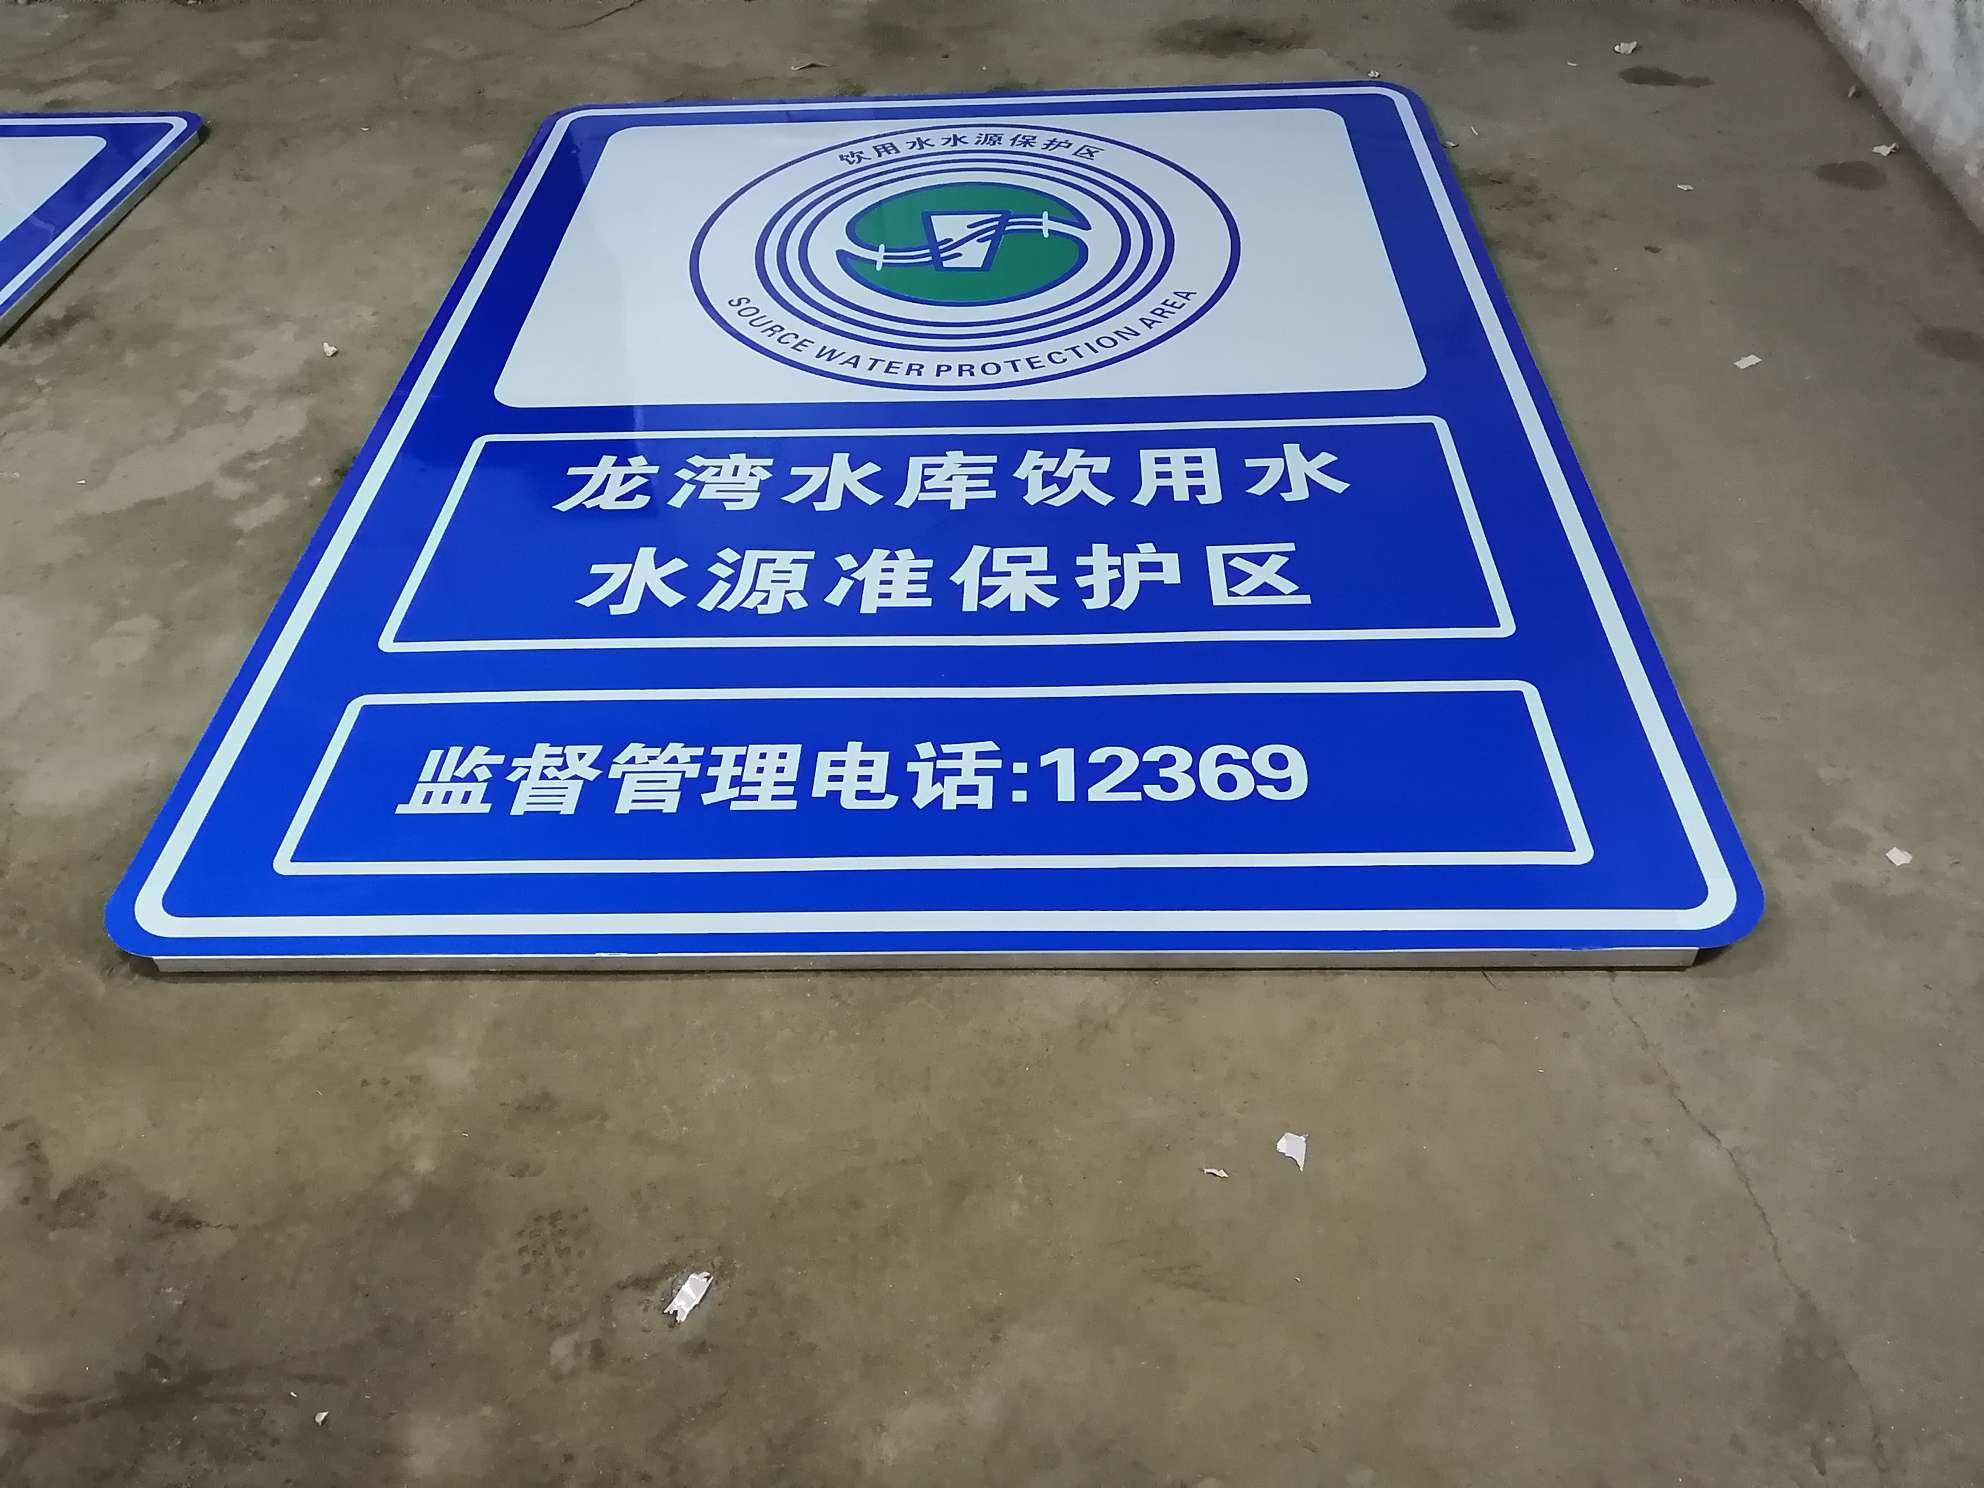 饮用水水源保护区
SOURCE WATER PROTECTION AREA
龙湾水库饮用水
水源准保护区
监督管理电话:12369